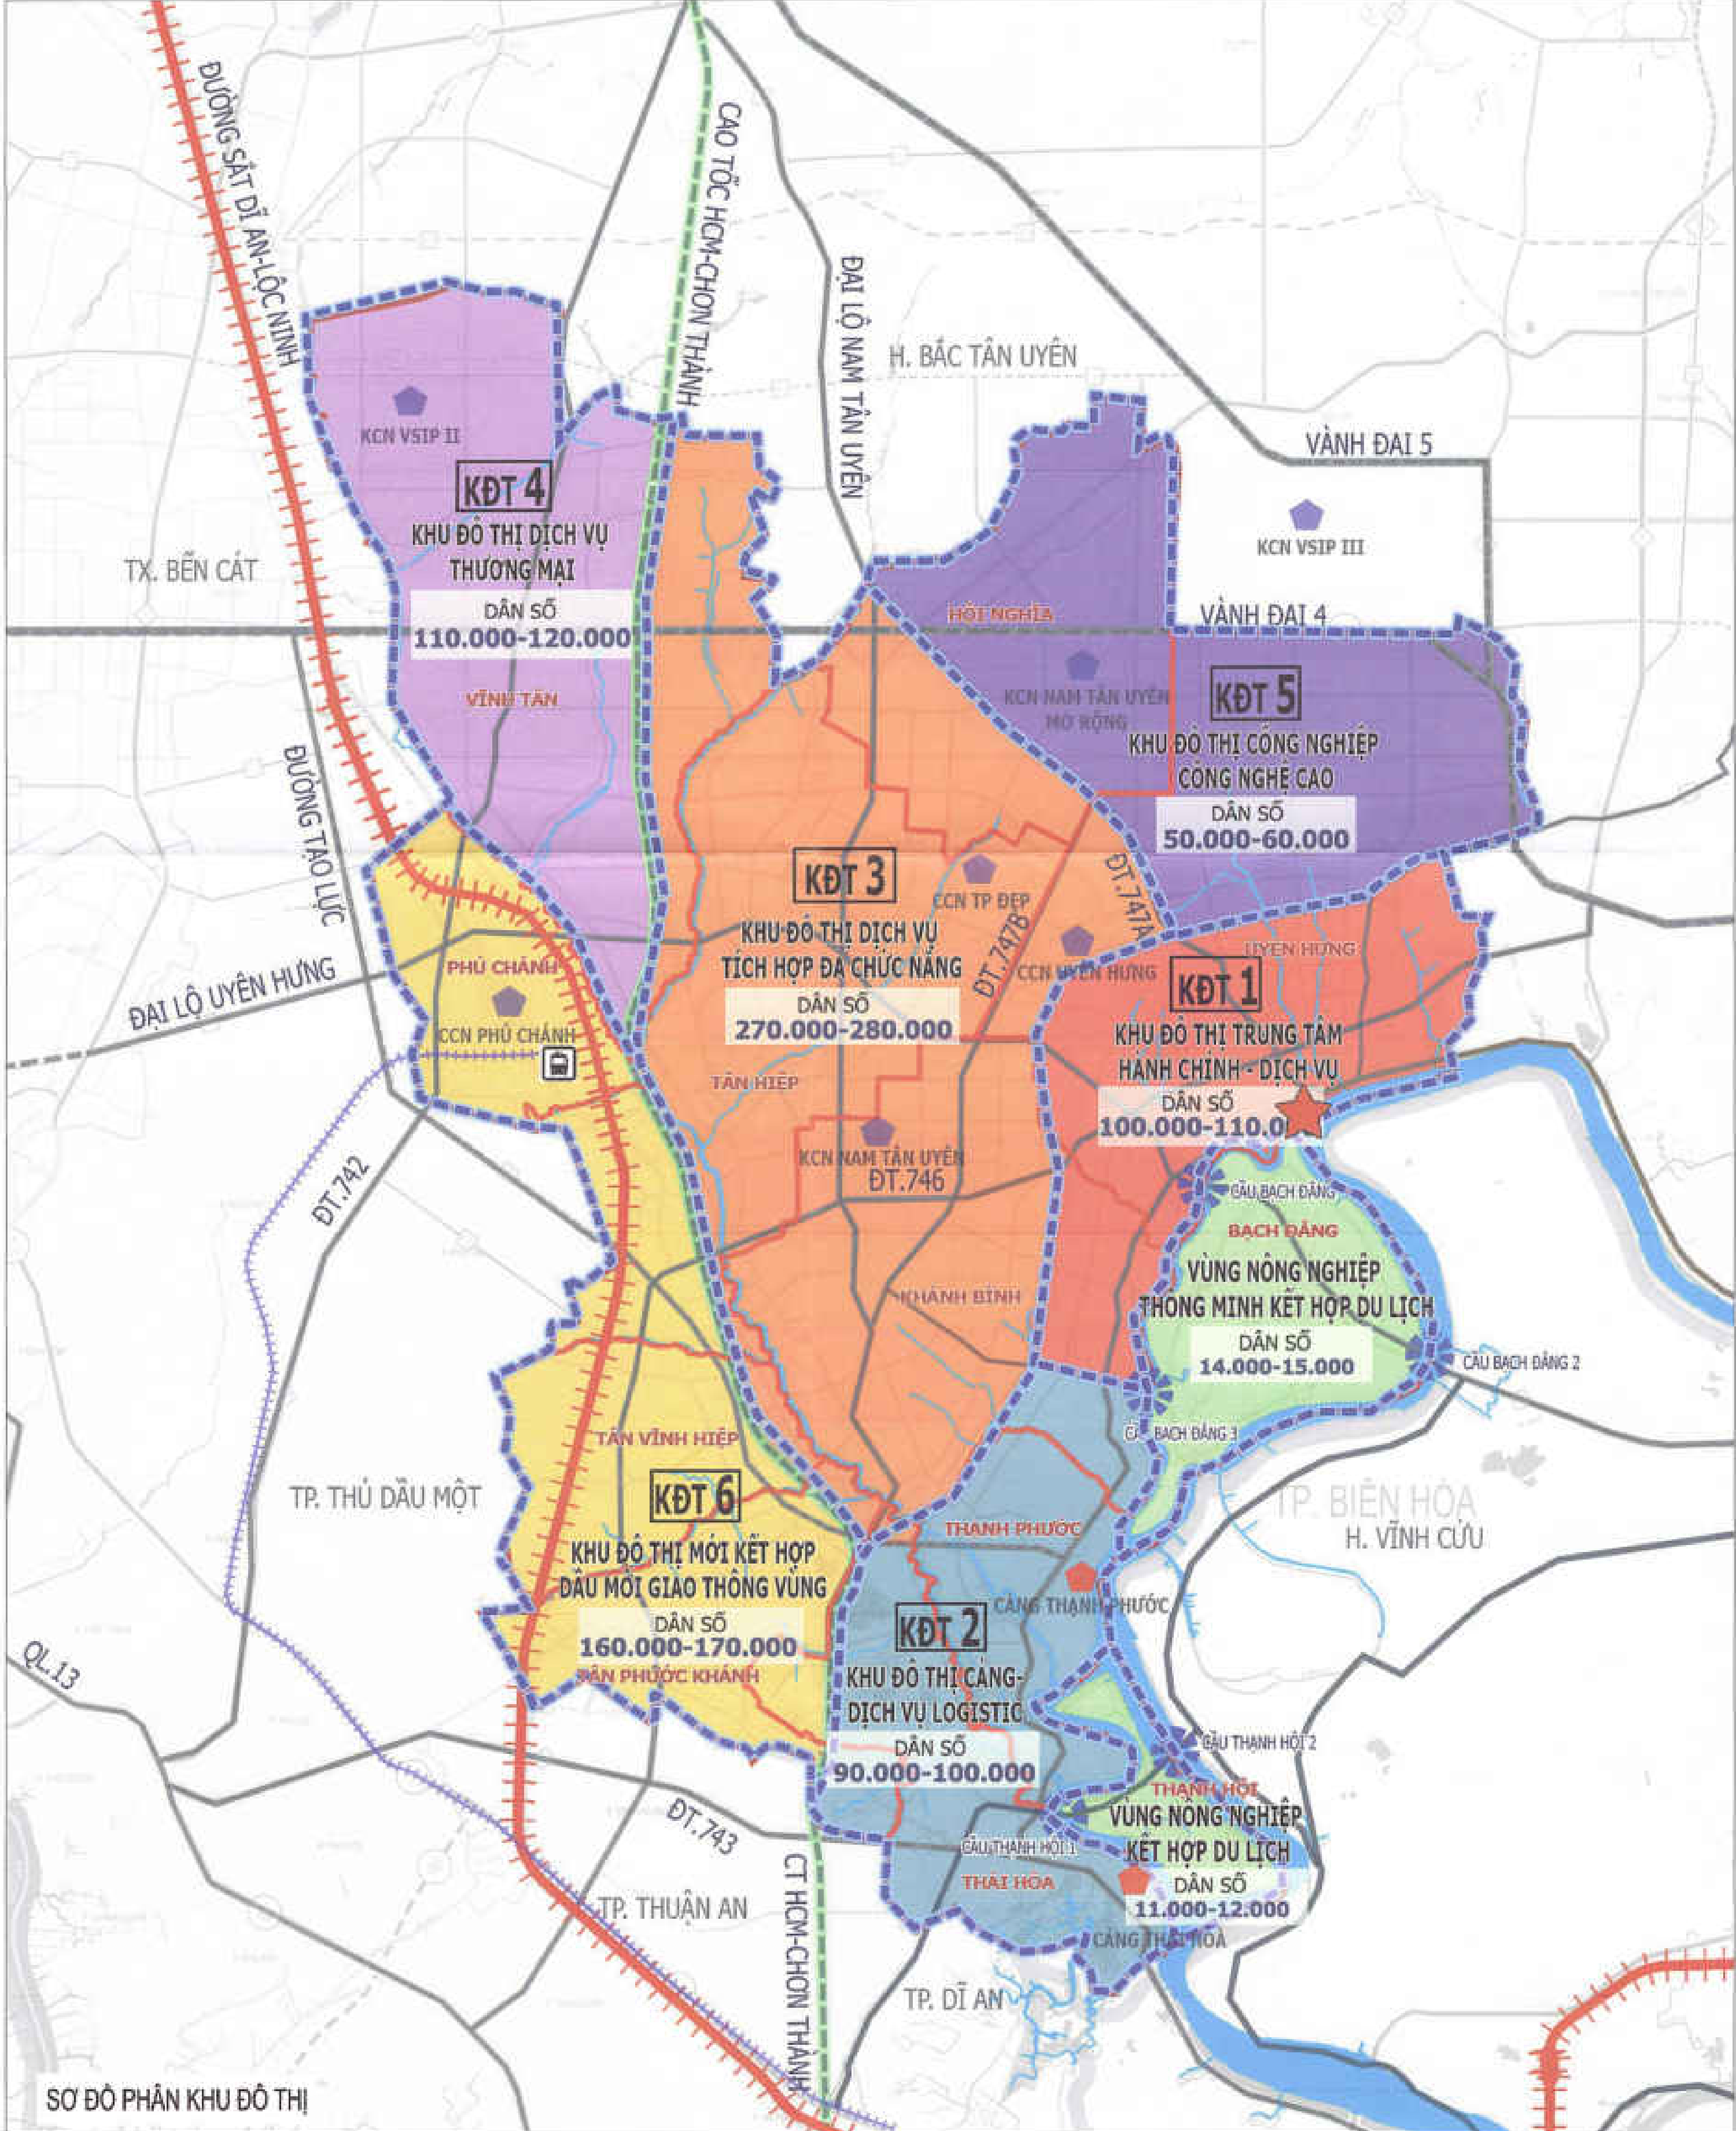 ĐƯỜNG SẮT DĨ AN-LỘC NINH
CAO TỐC HCM-CHƠN THÀNH
ĐẠI LỘ NAM TÂN UYÊN
H. BẮC TÂN UYÊN
VÀNH ĐAI 5
KCN VSIP II
KĐT 4
KHU ĐÔ THỊ DỊCH VỤ
THƯƠNG MẠI
DÂN SỐ
110.000-120.000
VĨNH TÂN
KCN VSIP III
TX. BẾN CÁT
HỘI NGHĨA
VÀNH ĐAI 4
KCN NAM TÂN UYÊN
MỞ RỘNG
KĐT 5
KHU ĐÔ THỊ CÔNG NGHIỆP
CÔNG NGHỆ CAO
DÂN SỐ
50.000-60.000
ĐƯỜNG TẠO LỰC
KĐT 3
CCN TP ĐẸP
ĐT.747A
KHU ĐÔ THỊ DỊCH VỤ
TÍCH HỢP ĐA CHỨC NĂNG
DÂN SỐ
270.000-280.000
ĐT.747B
CCN UYÊN HƯNG
UYÊN HƯNG
KĐT 1
KHU ĐÔ THỊ TRUNG TÂM
HÀNH CHÍNH - DỊCH VỤ
DÂN SỐ
100.000-110.0
ĐẠI LỘ UYÊN HƯNG
PHÚ CHÁNH
CCN PHÚ CHÁNH
TÂN HIỆP
KCN NAM TÂN UYÊN
ĐT.746
ĐT.742
CẦU BẠCH ĐẰNG
BẠCH ĐẰNG
VÙNG NÔNG NGHIỆP
THÔNG MINH KẾT HỢP DU LỊCH
DÂN SỐ
14.000-15.000
KHÁNH BÌNH
CẦU BẠCH ĐẰNG 2
BẠCH ĐẰNG 3
TÂN VĨNH HIỆP
TP. THỦ DẦU MỘT
KĐT 6
KHU ĐÔ THỊ MỚI KẾT HỢP
ĐẦU MỐI GIAO THÔNG VÙNG
DÂN SỐ
160.000-170.000
TÂN PHƯỚC KHÁNH
TP. BIÊN HÒA
H. VĨNH CỬU
THẠNH PHƯỚC
CẢNG THẠNH PHƯỚC
KĐT 2
KHU ĐÔ THỊ CẢNG-
DỊCH VỤ LOGISTIC
DÂN SỐ
90.000-100.000
QL.13
CẦU THẠNH HỘI 2
THẠNH HỘI
VÙNG NÔNG NGHIỆP
KẾT HỢP DU LỊCH
DÂN SỐ
11.000-12.000
CẦU THẠNH HỘI 1
THÁI HÒA
CẢNG THÁI HÒA
ĐT.743
TP. THUẬN AN
CT HCM-CHƠN THÀNH
TP. DĨ AN
SƠ ĐỒ PHÂN KHU ĐÔ THỊ